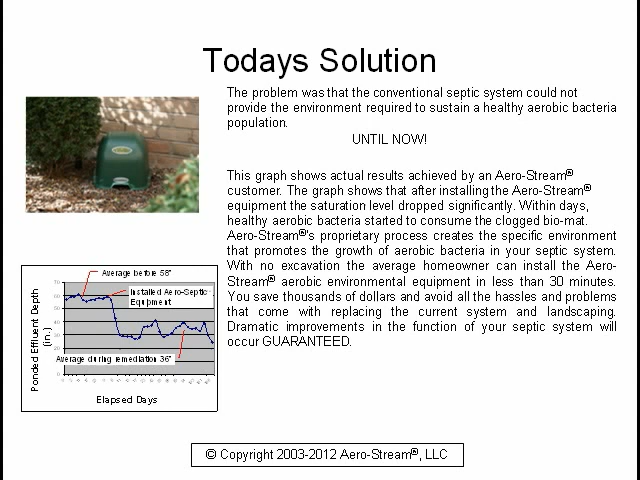 Todays Solution
The problem was that the conventional septic system could not
provide the environment required to sustain a healthy aerobic bacteria
population.
UNTIL NOW!
This graph shows actual results achieved by an Aero-Stream®
customer. The graph shows that after installing the Aero-Stream®
equipment the saturation level dropped significantly. Within days,
healthy aerobic bacteria started to consume the clogged bio-mat.
Aero-Stream®'s proprietary process creates the specific environment
that promotes the growth of aerobic bacteria in your septic system.
With no excavation the average homeowner can install the Aero-
Stream® aerobic environmental equipment in less than 30 minutes.
You save thousands of dollars and avoid all the hassles and problems
that come with replacing the current system and landscaping.
Dramatic improvements in the function of your septic system will
occur GUARANTEED.
Average before 58"
Installed Aero-Septic
Equipment
Average during remediation 36"
Ponded Effluent Depth
(in.)
70
60
50
40
30
20
10
0
Elapsed Days
© Copyright 2003-2012 Aero-Stream®, LLC